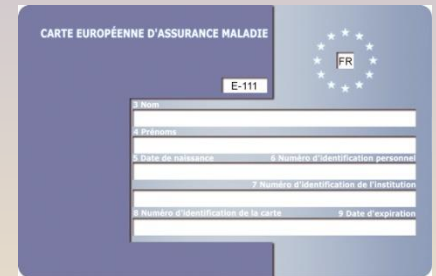 CARTE EUROPÉENNE D'ASSURANCE MALADIE
FR
E-111
3 Nom
4 Prénoms
5 Date de naissance 6 Numéro d'identification personnel
7 Numéro d'identification de l'institution
8 Numéro d'identification de la carte 9 Date d'expiration